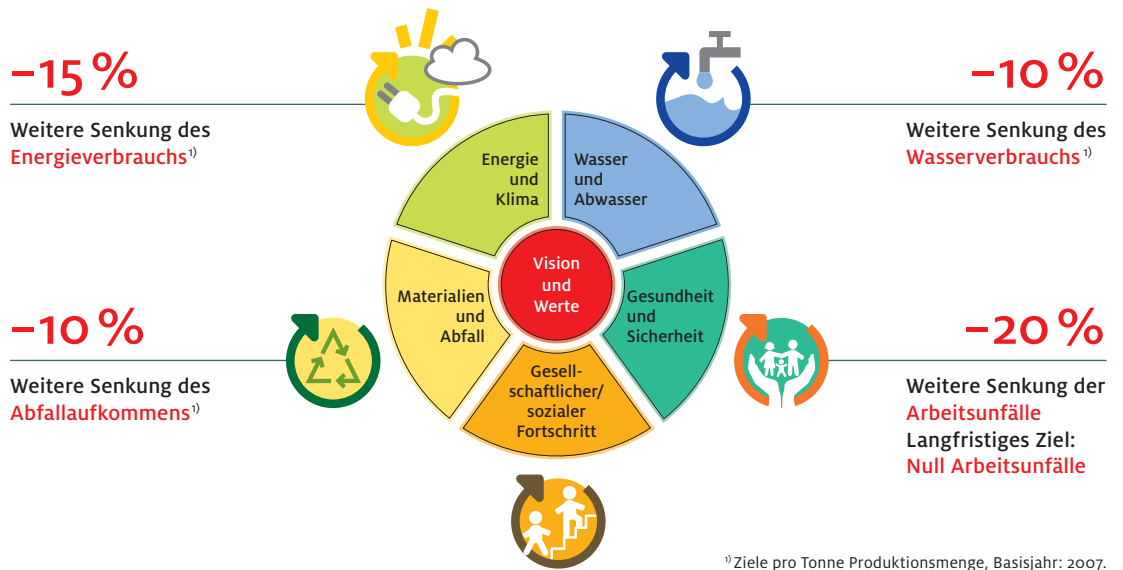 –15 %
Weitere Senkung des
Energieverbrauchs¹⁾
–10 %
Weitere Senkung des
Wasserverbrauchs¹⁾
Energie
und
Klima
Wasser
und
Abwasser
Vision
und
Werte
Materialien
und
Abfall
Gesundheit
und
Sicherheit
Gesell-
schaftlicher/
sozialer
Fortschritt
–10 %
Weitere Senkung des
Abfallaufkommens¹⁾
–20 %
Weitere Senkung der
Arbeitsunfälle
Langfristiges Ziel:
Null Arbeitsunfälle
¹⁾ Ziele pro Tonne Produktionsmenge, Basisjahr: 2007.